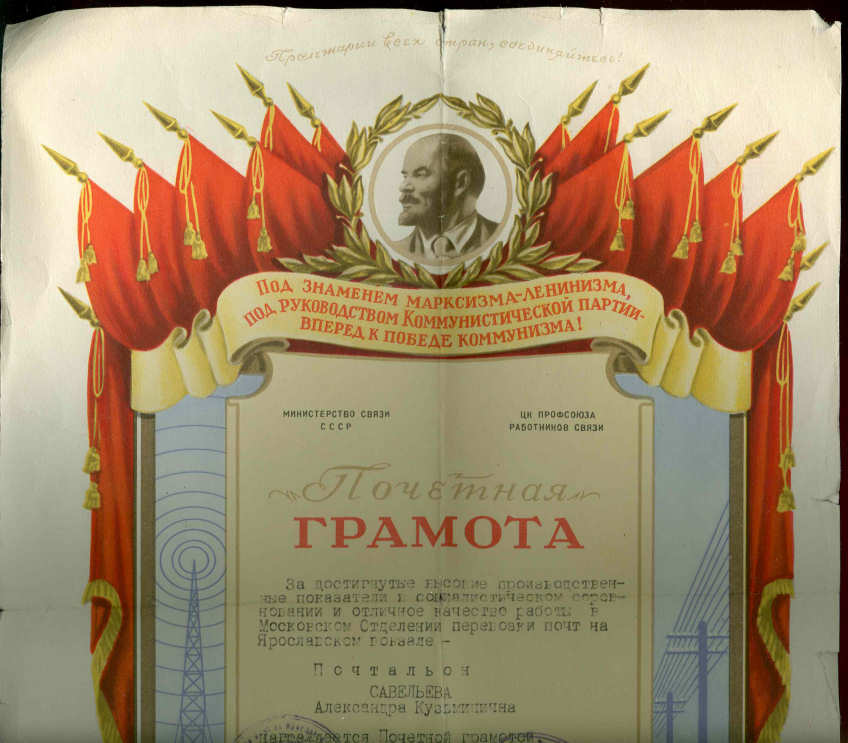 Пролетарии всех стран, соединяйтесь!
ПОД ЗНАМЕНЕМ МАРКСИЗМА-ЛЕНИНИЗМА,
ПОД РУКОВОДСТВОМ КОММУНИСТИЧЕСКОЙ ПАРТИИ-
ВПЕРЕД К ПОБЕДЕ КОММУНИЗМА!
МИНИСТЕРСТВО СВЯЗИ
СССР
ЦК ПРОФСОЮЗА
РАБОТНИКОВ СВЯЗИ
Почётная
ГРАМОТА
За достигнутые высокие производствен-
ные показатели в социалистическом сорев-
новании и отличное качество работы в
Московском Отделении перевозки почт на
Ярославском вокзале -
Почтальон
САВЕЛЬЕВА
Александра Кузьминична
награждается Почетной грамотой.